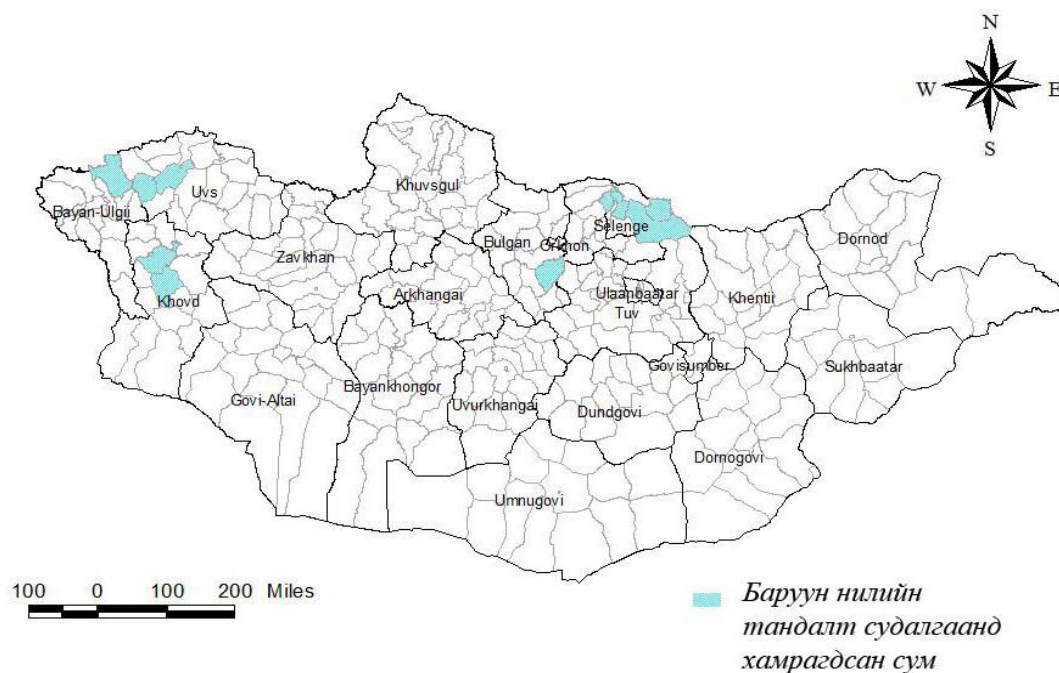 N
W E
S
Khuvsgul
Uvs
Bayan-Ulgii
Selenge
Dornod
Bulgan Orkhon
Zavkhan
Khovd
Arkhangai
Ulaanbaatar
Khentii
Tuv
Govisumber
Sukhbaatar
Bayankhongor
Govi-Altai
Uvurkhangai
Dundgovi
Dornogovi
Umnugovi
100 0 100 200 Miles
Баруун нилийн
тандалт судалгаанд
хамрагдсан сум